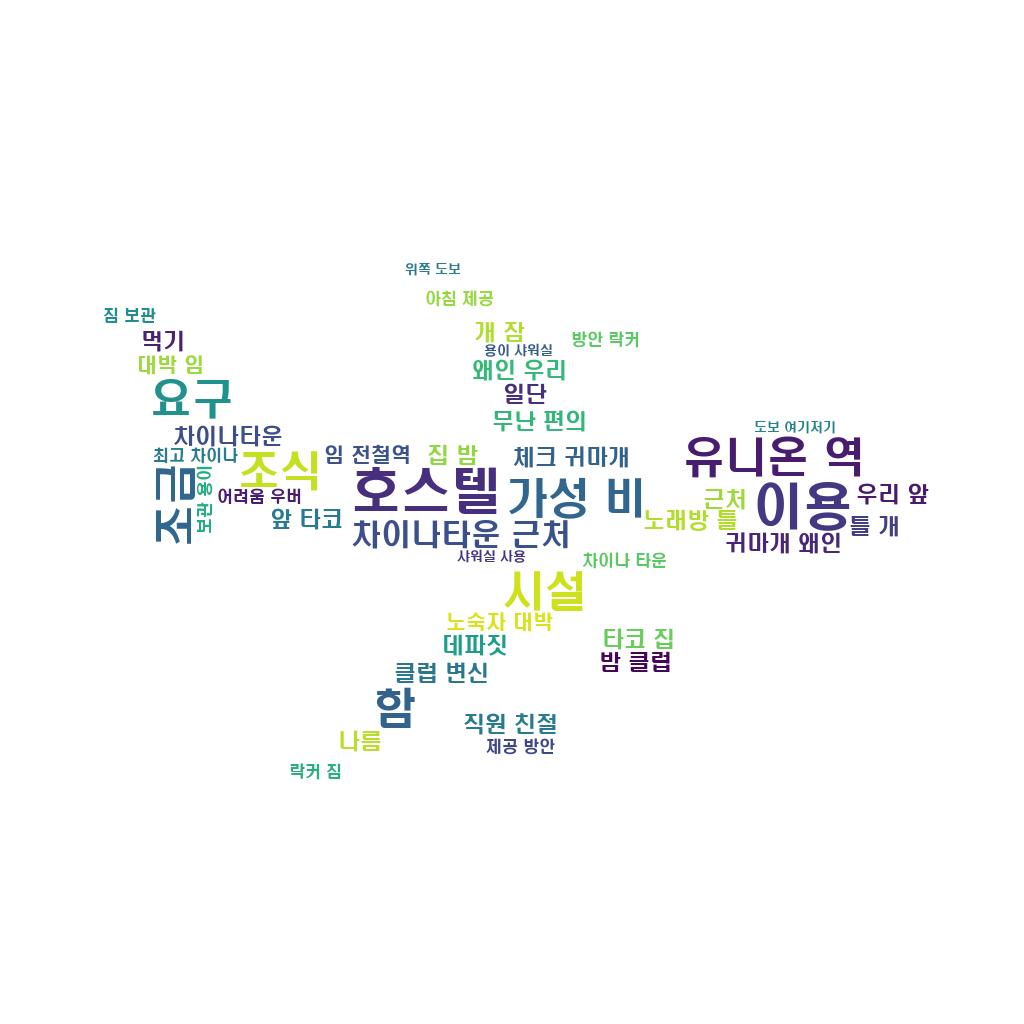 위쪽 도보
아침 제공
짐 보관
개 잠
방안 락커
먹기
용이 샤워실
대박 임
왜인 우리
요구
일단
무난 편의
도보 여기저기
차이나타운
최고 차이나
임 전철역
집 밤
체크 귀마개
유니온 역
조식
조금
보관 용이
어려움 우버
호스텔
가성 비
근처
이용
우리 앞
앞 타코
노래방 틀
틀 개
차이나타운 근처
귀마개 왜인
샤워실 사용
차이나 타운
시설
노숙자 대박
데파짓
타코 집
밤 클럽
클럽 변신
함
직원 친절
나름
제공 방안
락커 짐